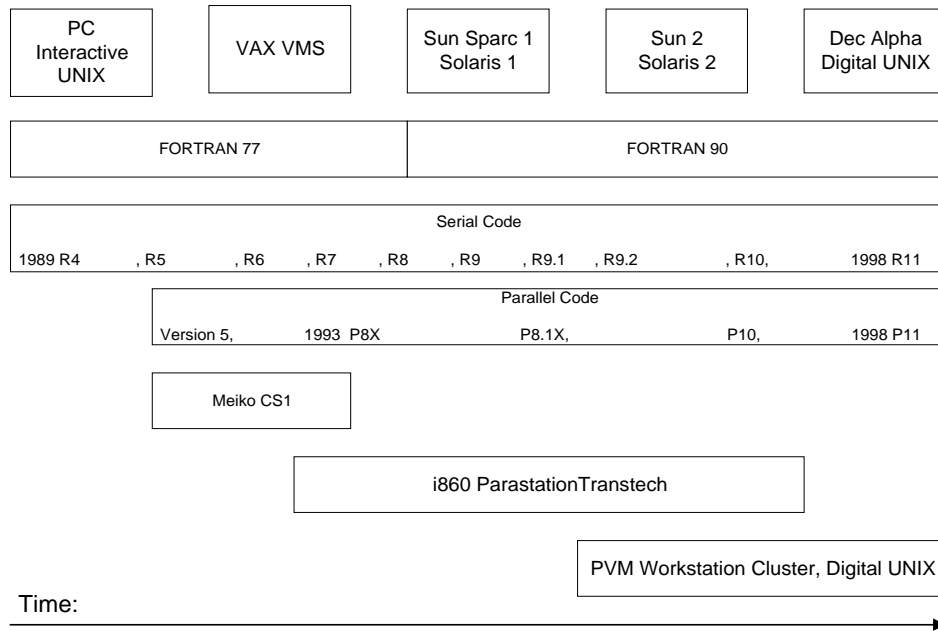 PC
Interactive
UNIX
VAX VMS
Sun Sparc 1
Solaris 1
Sun 2
Solaris 2
Dec Alpha
Digital UNIX
FORTRAN 77
FORTRAN 90
Serial Code
1989 R4 , R5 , R6 , R7 , R8 , R9 , R9.1 , R9.2 , R10, 1998 R11
Parallel Code
Version 5, 1993 P8X P8.1X, P10, 1998 P11
Meiko CS1
i860 ParastationTranstech
PVM Workstation Cluster, Digital UNIX
Time: